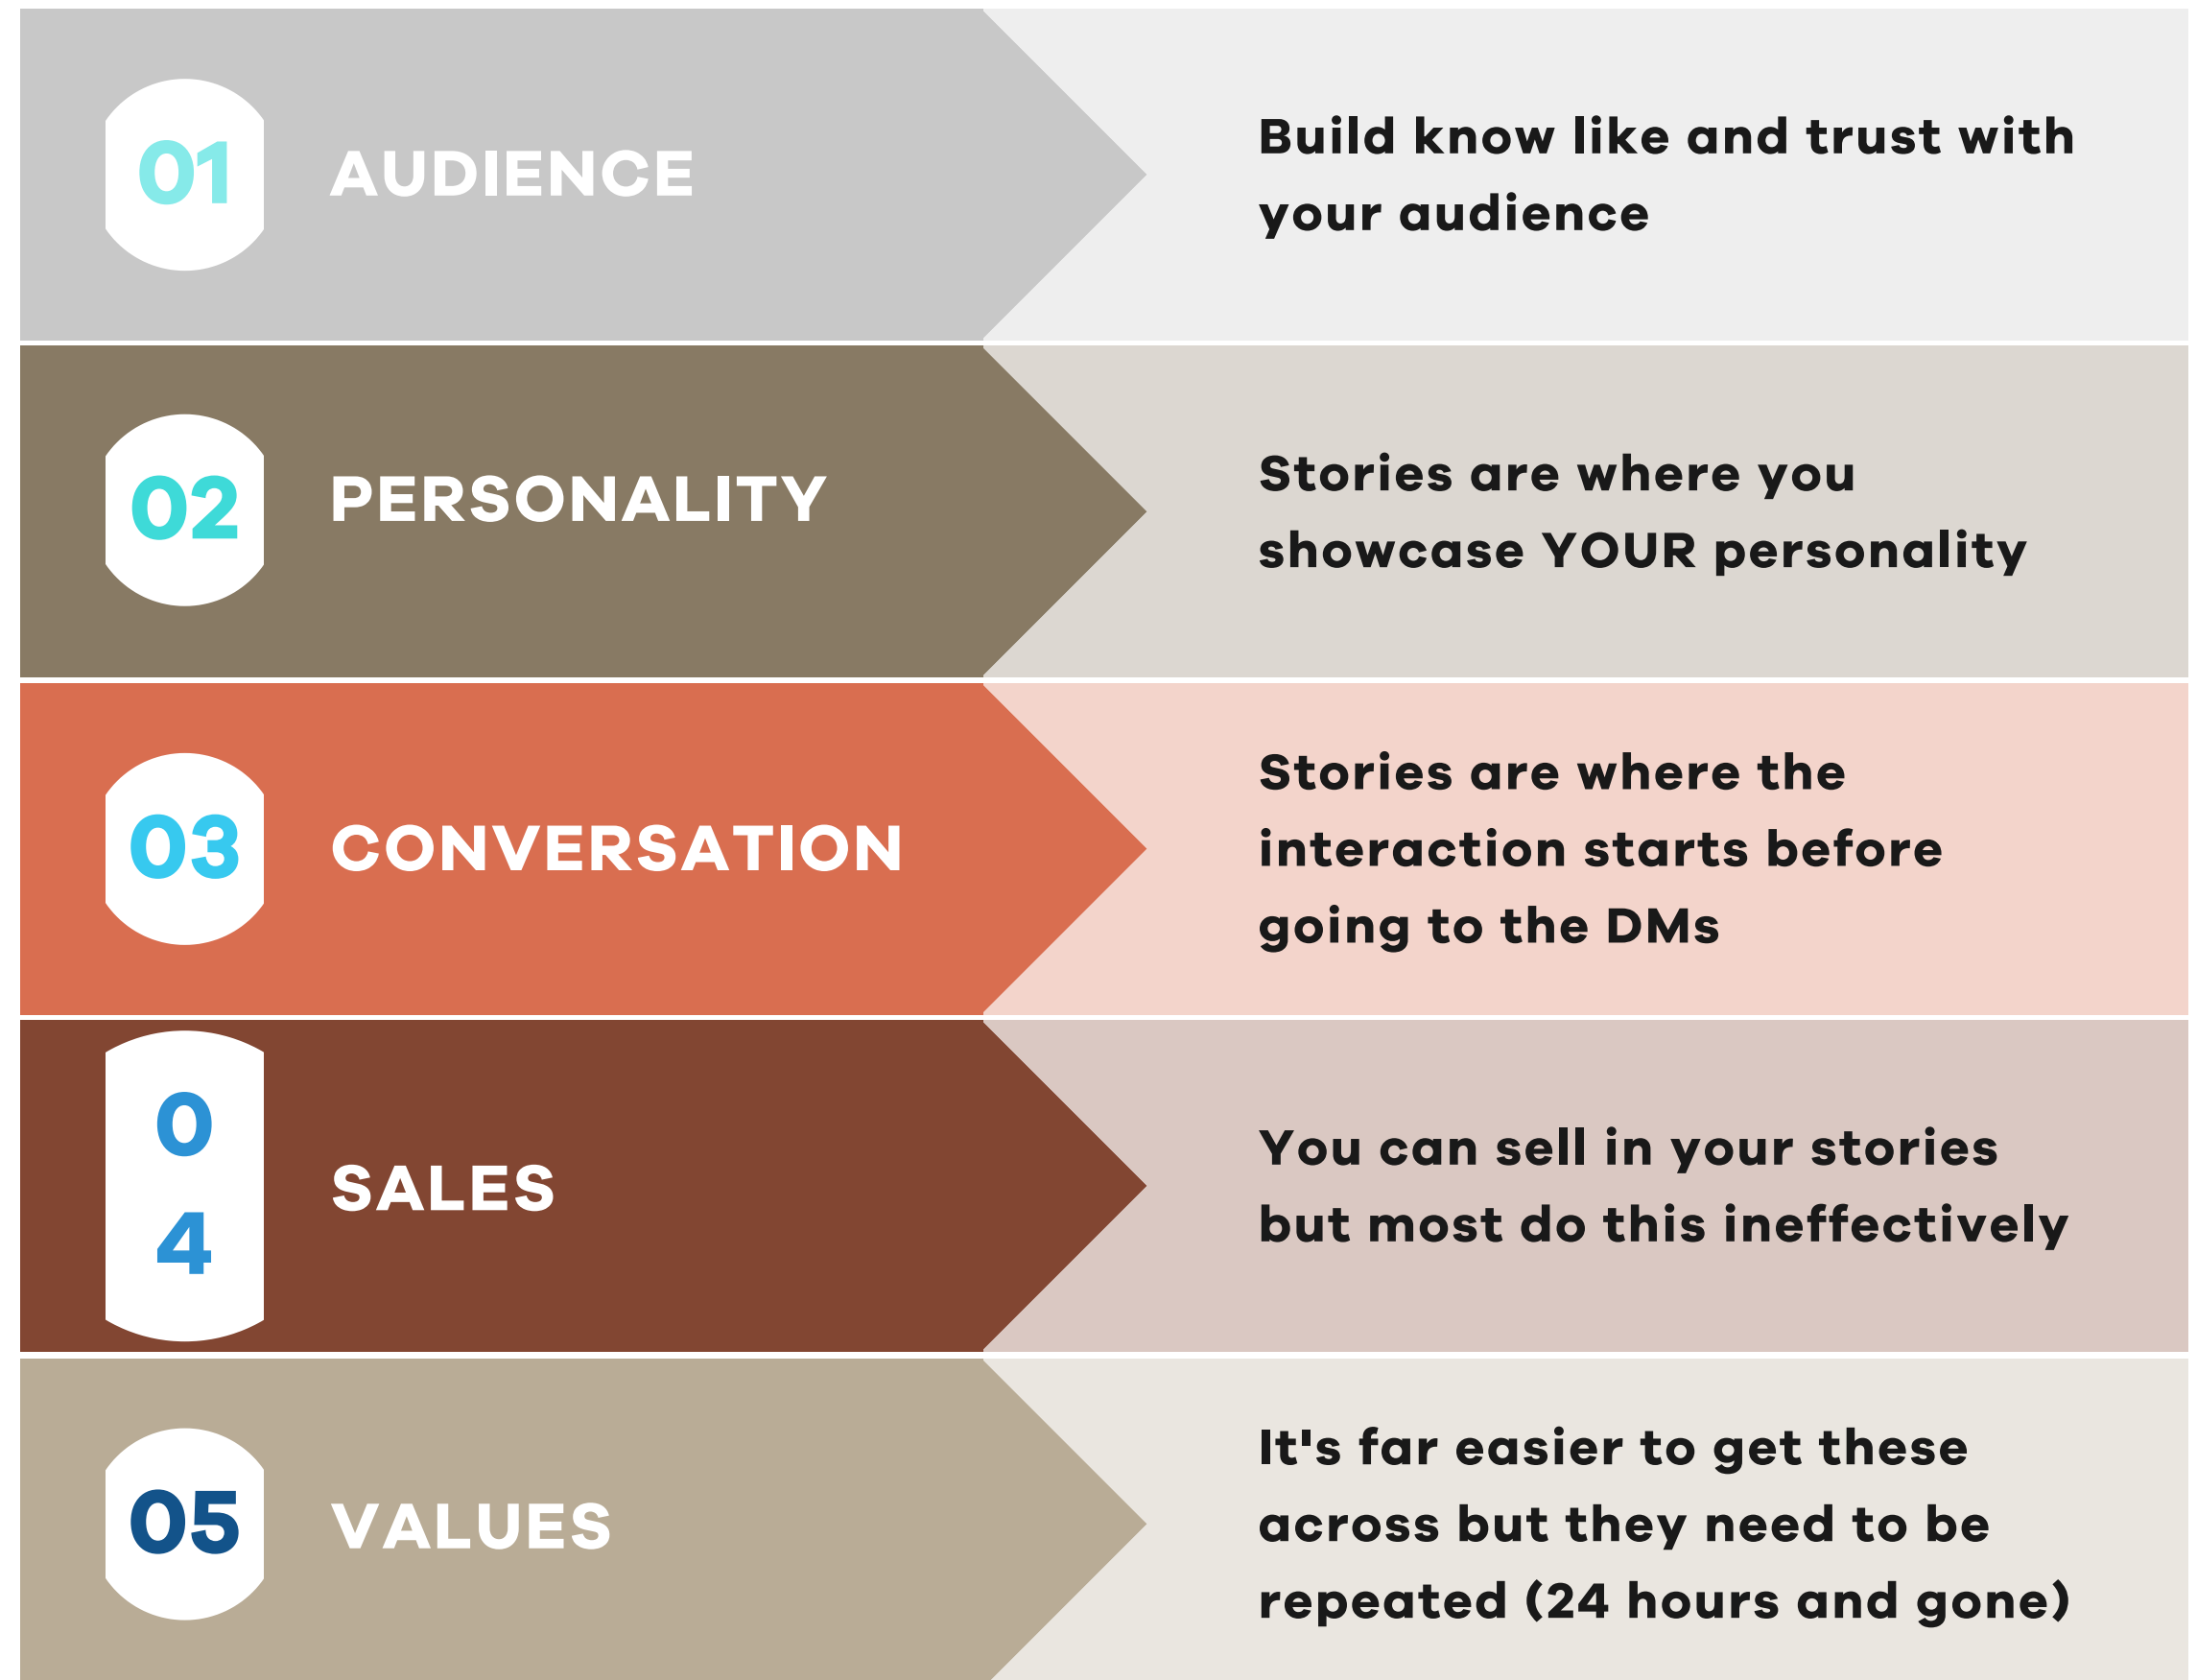 01
AUDIENCE
Build know like and trust with
your audience
02
PERSONALITY
Stories are where you
showcase YOUR personality
03
CONVERSATION
Stories are where the
interaction starts before
going to the DMs
0
4
SALES
You can sell in your stories
but most do this ineffectively
05
VALUES
It's far easier to get these
across but they need to be
repeated (24 hours and gone)